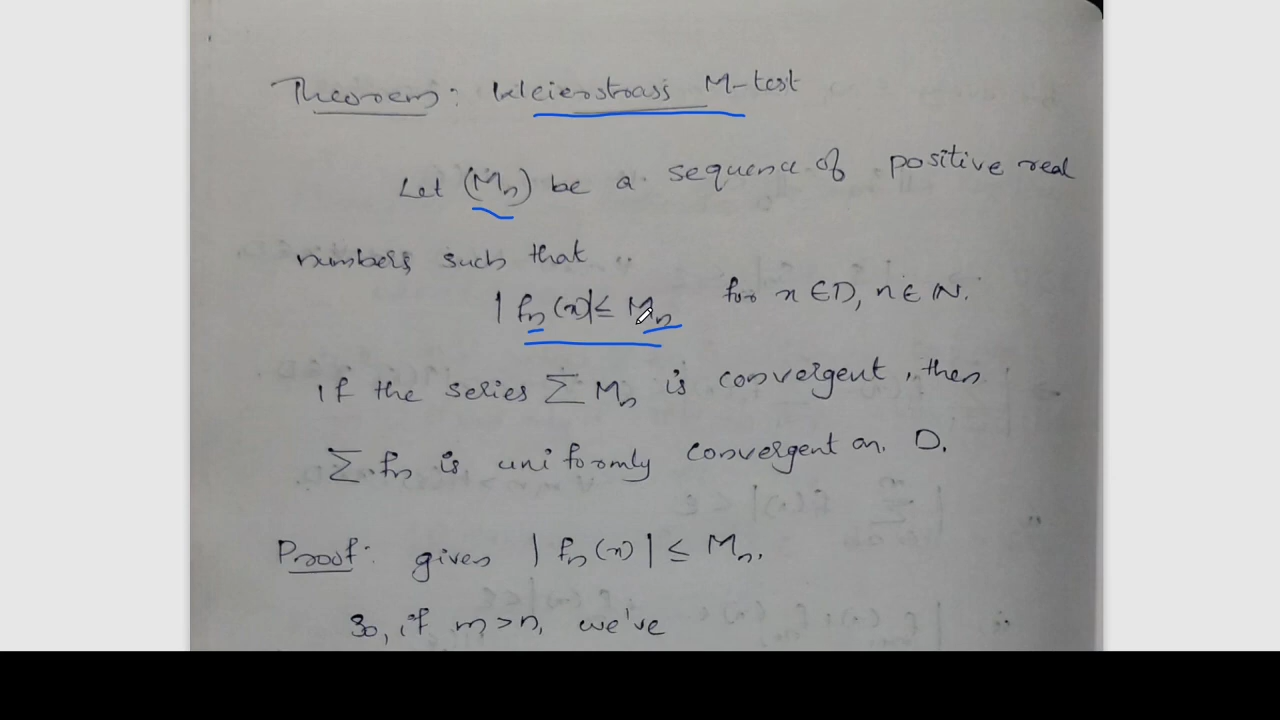 Theorem: Weierstrass M-test
Let (Mn) be a sequence of positive real
numbers such that
| fn(x)| ≤ Mn for x ∈ D, n ∈ N.
If the series Σ Mn is convergent, then
Σ fn is uniformly convergent on D.
Proof: given | fn(x) | ≤ Mn.
So, if m > n, we've